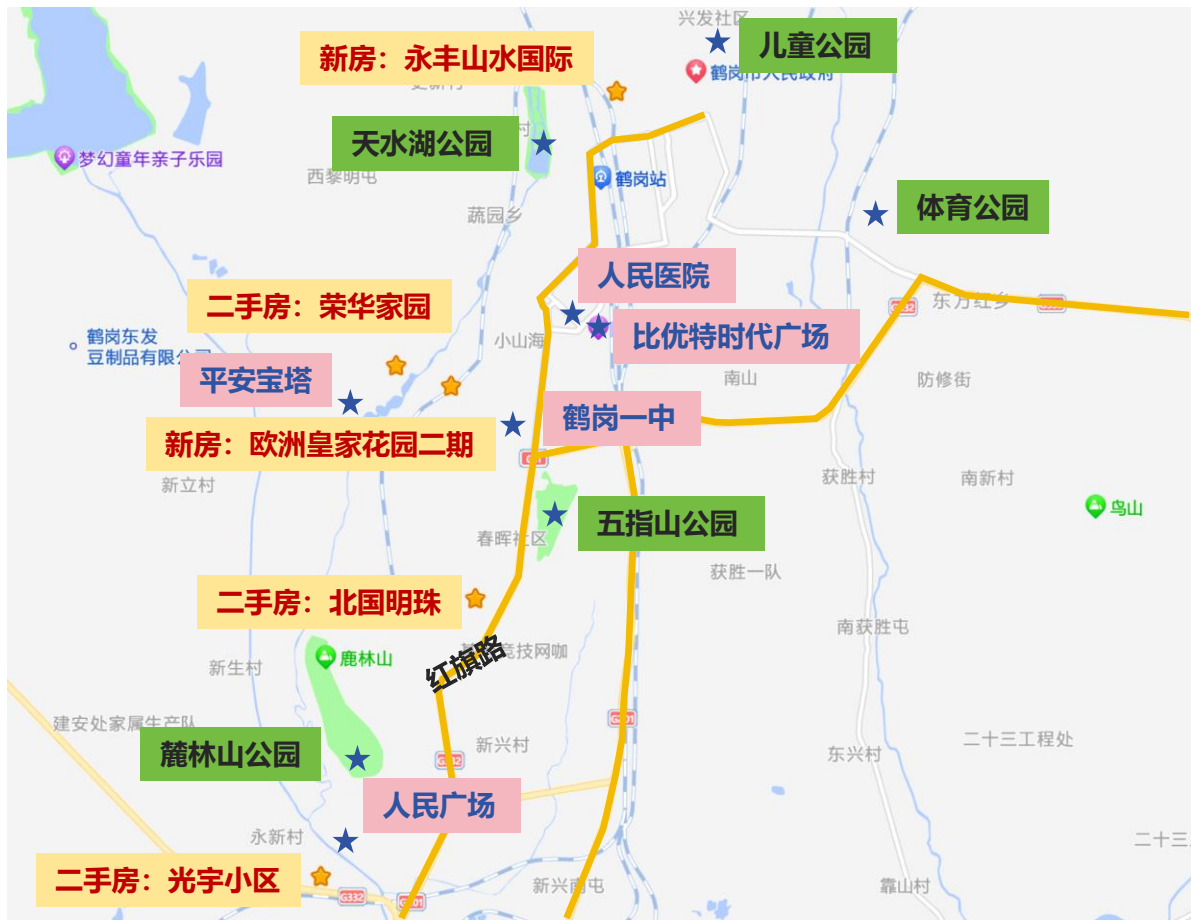 兴发社区
儿童公园
新房：永丰山水国际
鹤岗市人民政府
天水湖公园
村
梦幻童年亲子乐园
西黎明屯
鹤岗站
蔬园乡
体育公园
人民医院
二手房：荣华家园
东方红乡
G332
鹤岗东发
豆制品有限公司
小山海
比优特时代广场
平安宝塔
南山
防修街
鹤岗一中
新房：欧洲皇家花园二期
新立村
获胜村
南新村
鸟山
五指山公园
春晖社区
获胜一队
二手房：北国明珠
南获胜屯
红旗路
竞技网咖
鹿林山
新生村
建安处家属生产队
G201
新兴村
二十三工程处
麓林山公园
东兴村
G332
人民广场
永新村
二十三
二手房：光宇小区
G332
G201
新兴南屯
靠山村